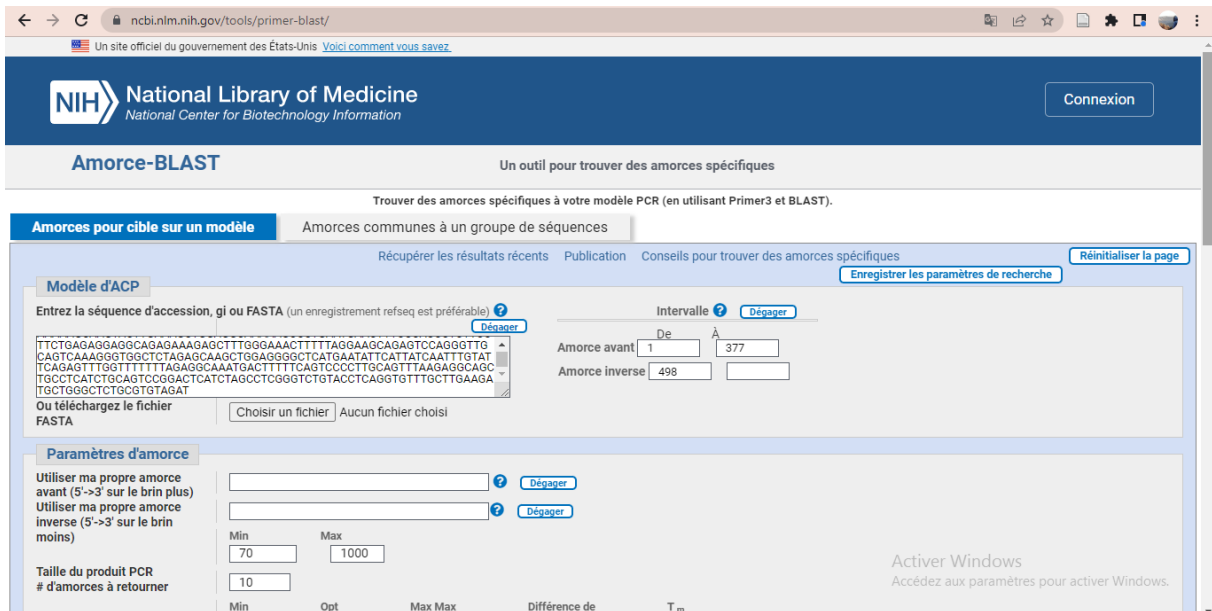 ncbi.nlm.nih.gov/tools/primer-blast/
Un site officiel du gouvernement des États-Unis Voici comment vous savez
NIH National Library of Medicine
National Center for Biotechnology Information
Connexion
Amorce-BLAST
Un outil pour trouver des amorces spécifiques
Trouver des amorces spécifiques à votre modèle PCR (en utilisant Primer3 et BLAST).
Amorces pour cible sur un modèle
Amorces communes à un groupe de séquences
Récupérer les résultats récents Publication Conseils pour trouver des amorces spécifiques
Réinitialiser la page
Enregistrer les paramètres de recherche
Modèle d'ACP
Entrez la séquence d'accession, gi ou FASTA (un enregistrement refseq est préférable) ?
Dégager
TTCTGAGAGGAGGCAGAGAAAGAGCTTTGGGAAACTTTTTAGGAAGCAGAGTCCAGGGTTG
CAGTCAAAGGGTGGCTCTAGAGCAAGCTGGAGGGGCTCATGAATATTCATTATCAATTTGTAT
TCAGAGTTTGGTTTTTTTAGAGGCAAATGACTTTTTCAGTCCCCTTGCAGTTTAAGAGGCAGC
TGCCTCATCTGCAGTCCGGACTCATCTAGCCTCGGGTCTGTACCTCAGGTGTTTGCTTGAAGA
TGCTGGGCTCTGCGTGTAGAT
Intervalle ? Dégager
De À
Amorce avant 1 377
Amorce inverse 498
Ou téléchargez le fichier
FASTA
Choisir un fichier Aucun fichier choisi
Paramètres d'amorce
Utiliser ma propre amorce
avant (5'->3' sur le brin plus)
? Dégager
Utiliser ma propre amorce
inverse (5'->3' sur le brin
moins)
? Dégager
Min Max
70 1000
Taille du produit PCR
# d'amorces à retourner
10
Min Opt Max Max Différence de T m
Activer Windows
Accédez aux paramètres pour activer Windows.